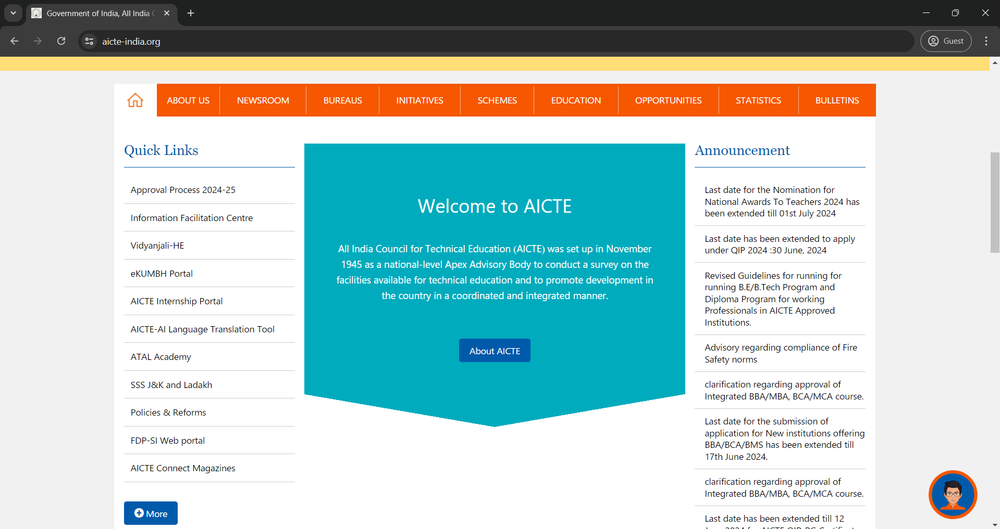 Government of India, All India
aicte-india.org
Guest
ABOUT US
NEWSROOM
BUREAUS
INITIATIVES
SCHEMES
EDUCATION
OPPORTUNITIES
STATISTICS
BULLETINS
Quick Links
Approval Process 2024-25
Information Facilitation Centre
Vidyanjali-HE
eKUMBH Portal
AICTE Internship Portal
AICTE-AI Language Translation Tool
ATAL Academy
SSS J&K and Ladakh
Policies & Reforms
FDP-SI Web portal
AICTE Connect Magazines
More
Welcome to AICTE
All India Council for Technical Education (AICTE) was set up in November
1945 as a national-level Apex Advisory Body to conduct a survey on the
facilities available for technical education and to promote development in
the country in a coordinated and integrated manner.
About AICTE
Announcement
Last date for the Nomination for
National Awards To Teachers 2024 has
been extended till 01st July 2024
Last date has been extended to apply
under QIP 2024 :30 June, 2024
Revised Guidelines for running for
running B.E/B.Tech Program and
Diploma Program for working
Professionals in AICTE Approved
Institutions.
Advisory regarding compliance of Fire
Safety norms
clarification regarding approval of
Integrated BBA/MBA, BCA/MCA course.
Last date for the submission of
application for New institutions offering
BBA/BCA/BMS has been extended till
17th June 2024.
clarification regarding approval of
Integrated BBA/MBA, BCA/MCA course.
Last date has been extended till 12